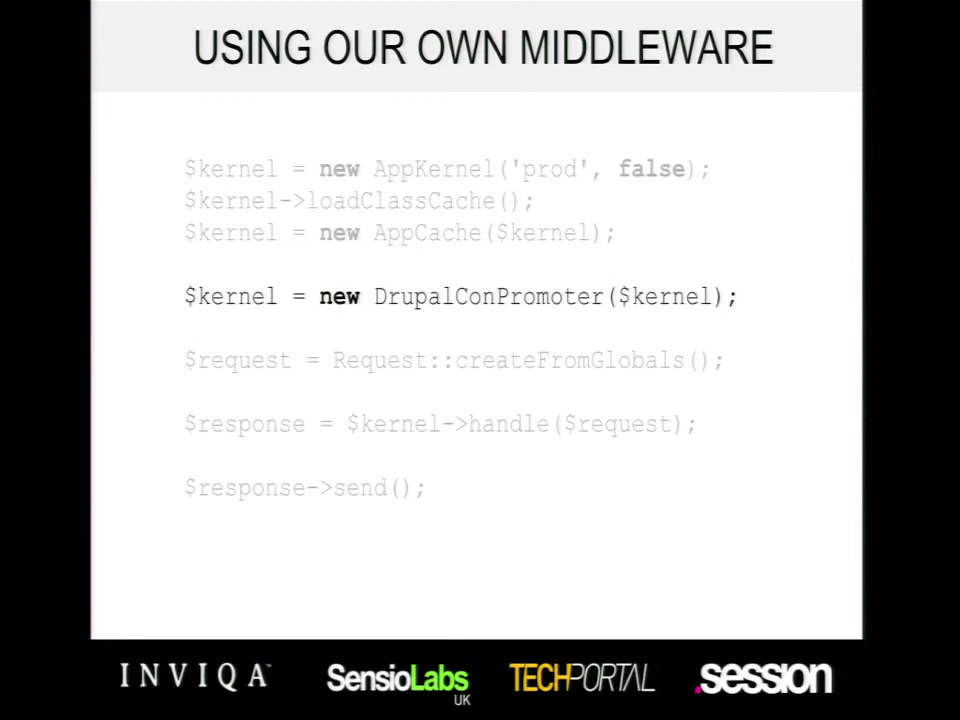 USING OUR OWN MIDDLEWARE
$kernel = new AppKernel('prod', false);
$kernel->loadClassCache();
$kernel = new AppCache($kernel);
$kernel = new DrupalConPromoter($kernel);
$request = Request::createFromGlobals();
$response = $kernel->handle($request);
$response->send();
INVIQA™ SensioLabs UK TECHPORTAL .session